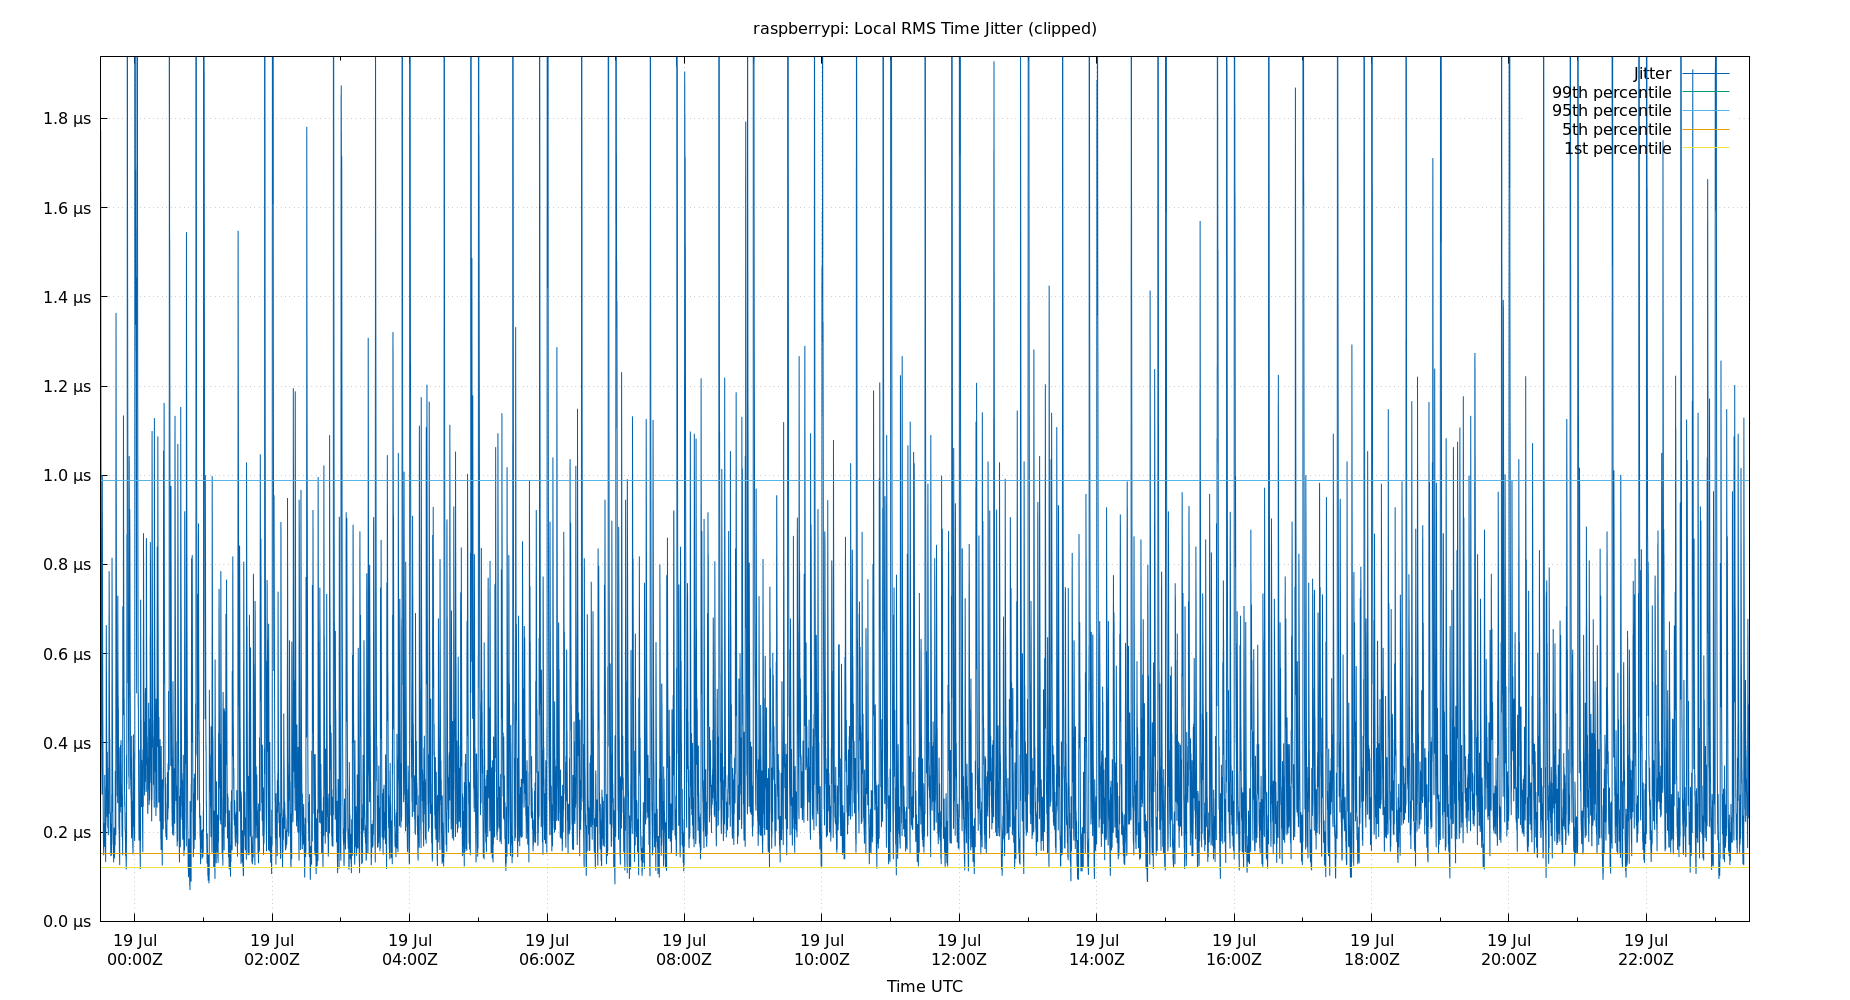 raspberrypi: Local RMS Time Jitter (clipped)
Jitter
99th percentile
95th percentile
5th percentile
1st percentile
1.8 µs
1.6 µs
1.4 µs
1.2 µs
1.0 µs
0.8 µs
0.6 µs
0.4 µs
0.2 µs
0.0 µs
19 Jul 19 Jul 19 Jul 19 Jul 19 Jul 19 Jul 19 Jul 19 Jul 19 Jul 19 Jul 19 Jul 19 Jul
00:00Z 02:00Z 04:00Z 06:00Z 08:00Z 10:00Z 12:00Z 14:00Z 16:00Z 18:00Z 20:00Z 22:00Z
Time UTC